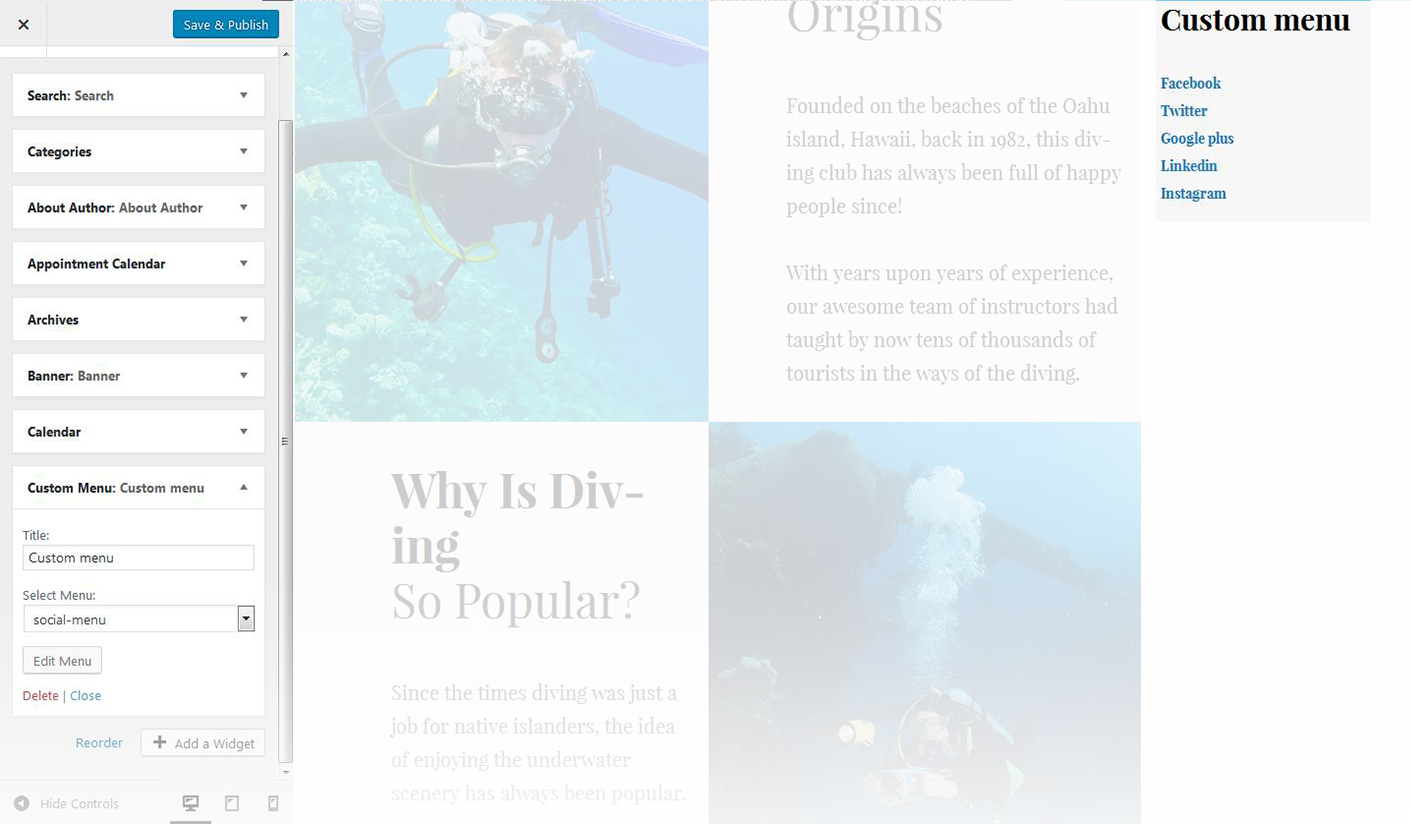 Save & Publish
Search: Search
Categories
About Author: About Author
Appointment Calendar
Archives
Banner: Banner
Calendar
Custom Menu: Custom menu
Title:
Custom menu
Select Menu:
social-menu
Edit Menu
Delete | Close
Reorder
Add a Widget
Hide Controls
Origins
Founded on the beaches of the Oahu
island, Hawaii, back in 1982, this div-
ing club has always been full of happy
people since!
With years upon years of experience,
our awesome team of instructors had
taught by now tens of thousands of
tourists in the ways of the diving.
Why Is Div-
ing
So Popular?
Since the times diving was just a
job for native islanders, the idea
of enjoying the underwater
scenery has always been popular.
Custom menu
Facebook
Twitter
Google plus
Linkedin
Instagram